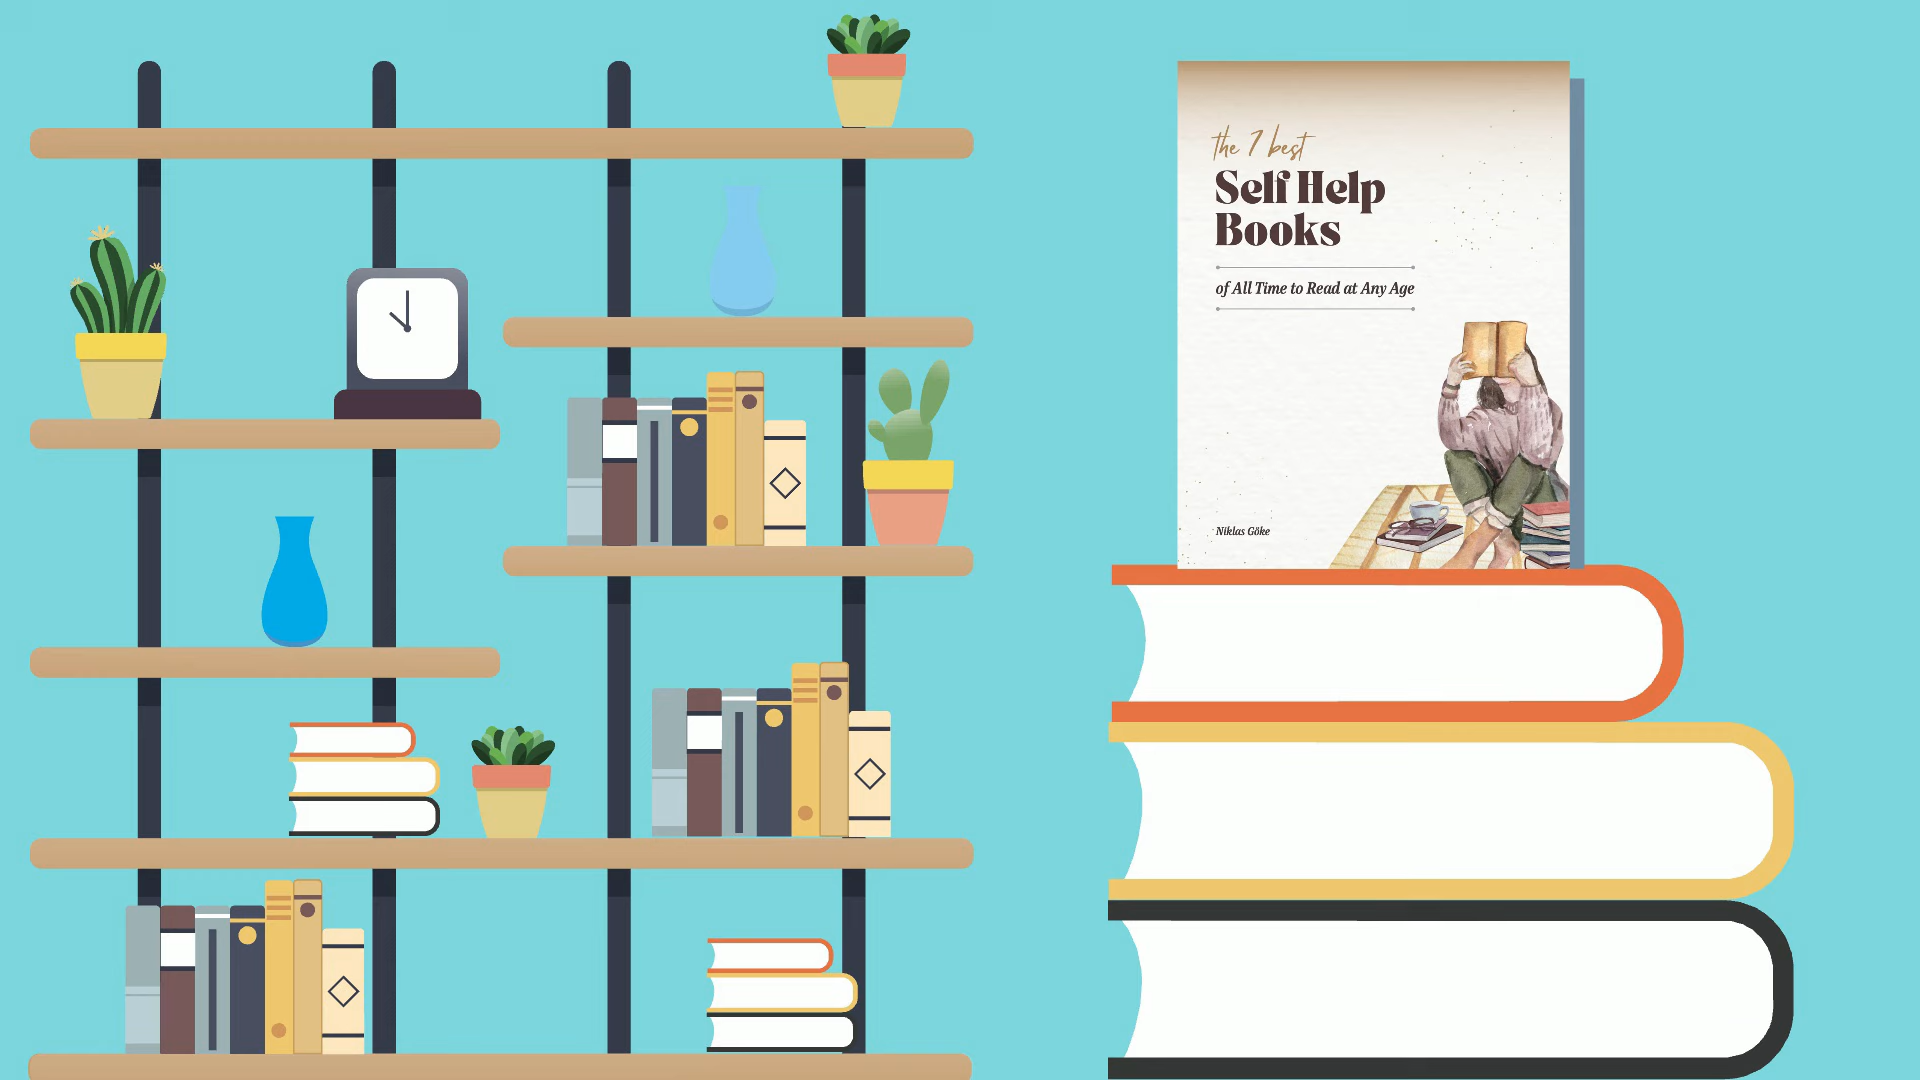 the 7 best
Self Help
Books
of All Time to Read at Any Age
Niklas Göke